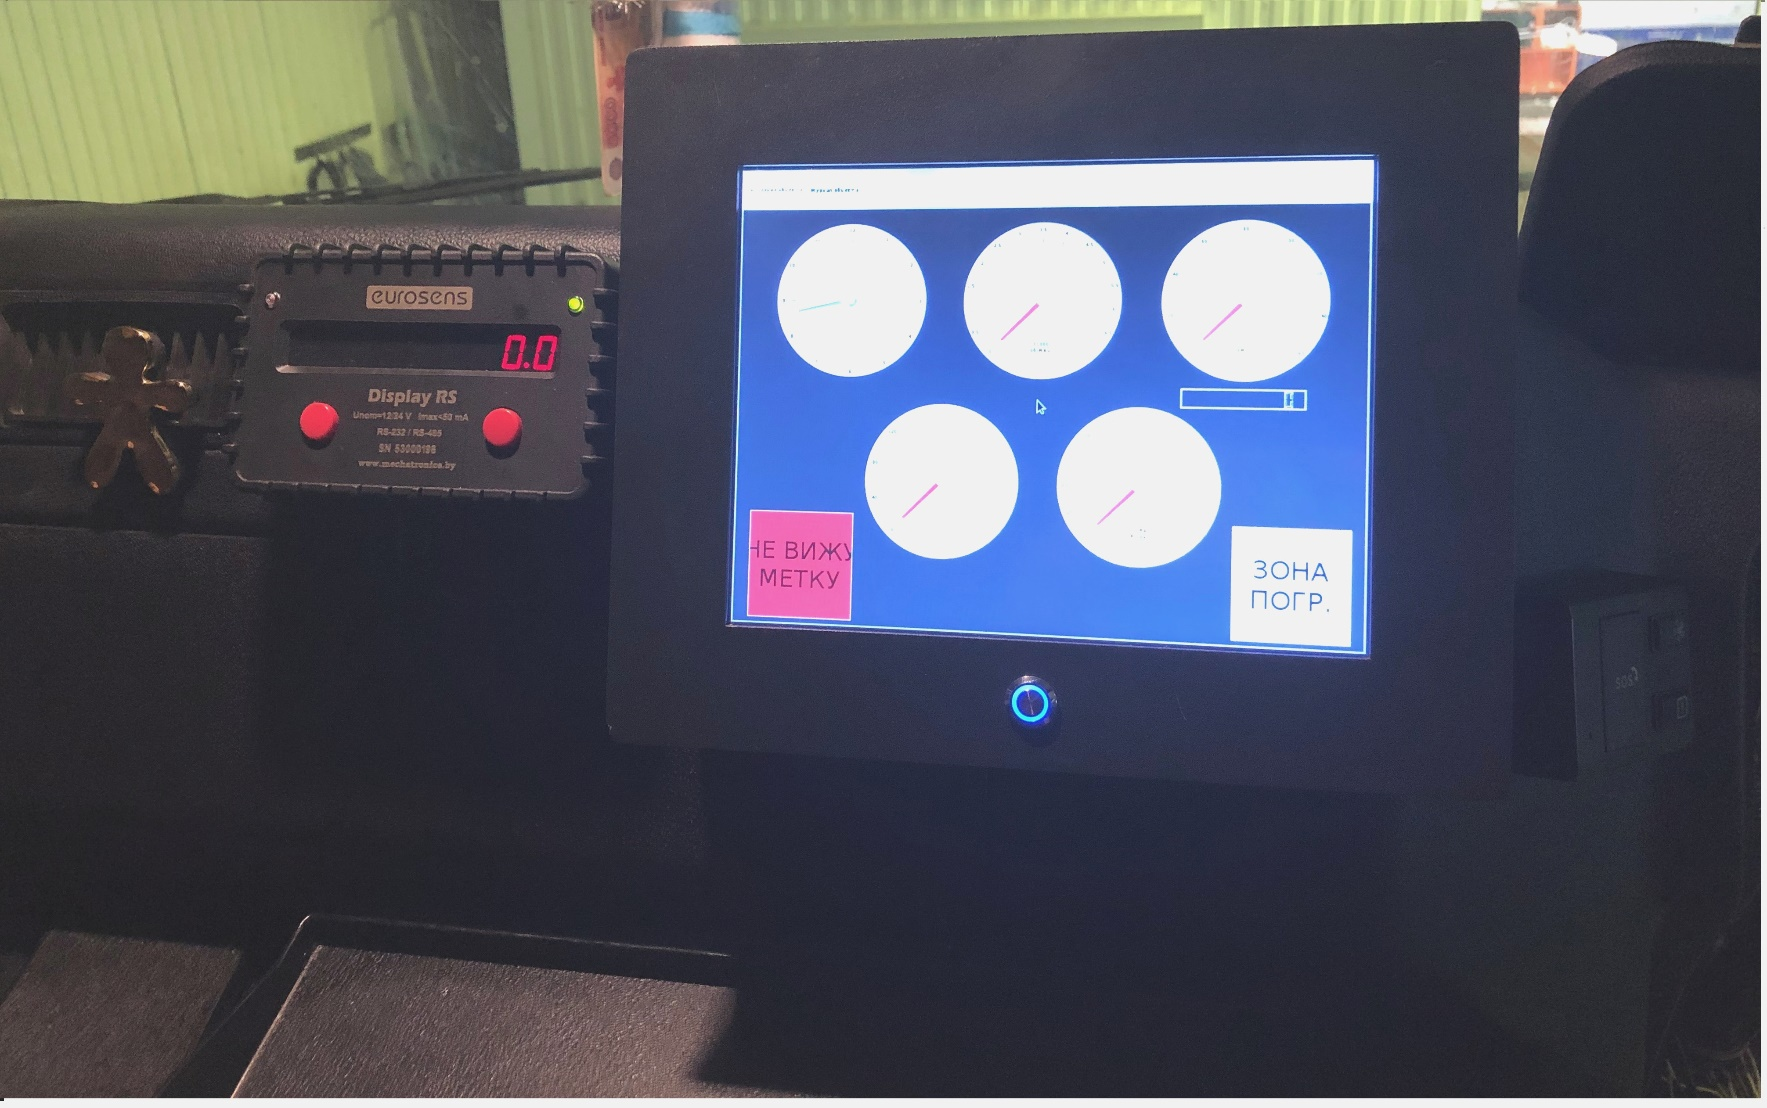 eurosens
0.0
Display RS
Unom=12/24 V Imax<50 mA
RS-232 / RS-485
SN 53000198
www.mechatronics.by
НЕ ВИЖУ
МЕТКУ
ЗОНА
ПОГР.
SOS